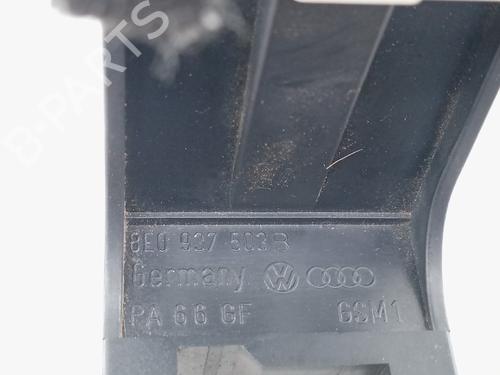 B-PARTS
8E0 937 503 B
Germany
PA 66 GF GSM1